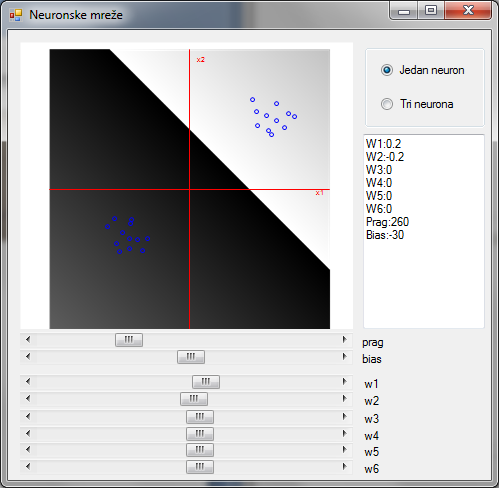 Neuronske mreže
x2
x1
Jedan neuron
Tri neurona
W1:0.2
W2:-0.2
W3:0
W4:0
W5:0
W6:0
Prag:260
Bias:-30
prag
bias
w1
w2
w3
w4
w5
w6